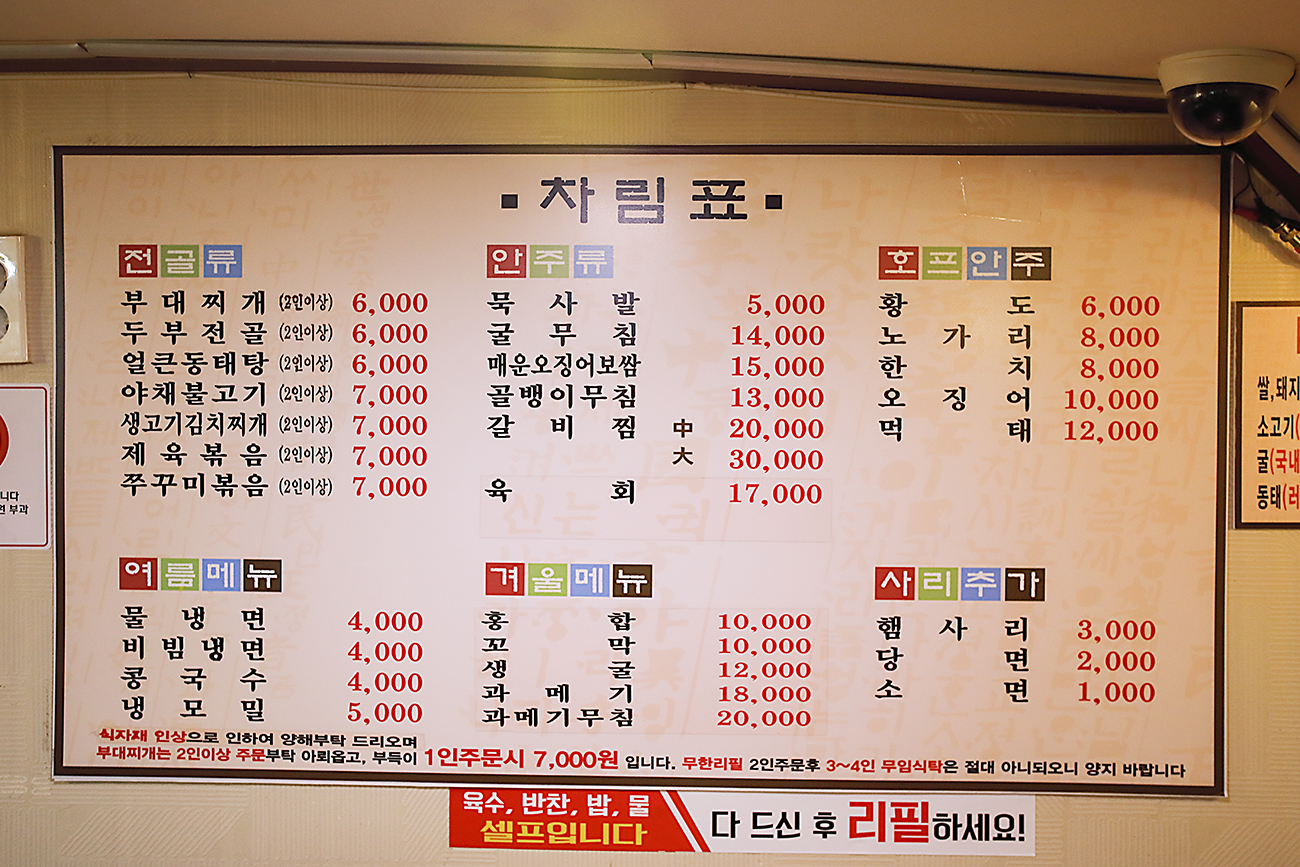 차림표
전골류
부대찌개 (2인이상) 6,000
두부전골 (2인이상) 6,000
얼큰동태탕 (2인이상) 6,000
야채불고기 (2인이상) 7,000
생고기김치찌개 (2인이상) 7,000
제육볶음 (2인이상) 7,000
쭈꾸미볶음 (2인이상) 7,000
안주류
묵사발 5,000
굴무침 14,000
매운오징어보쌈 15,000
골뱅이무침 13,000
갈비찜 中 20,000
大 30,000
육회 17,000
호프안주
황도 6,000
노가리 8,000
한치 8,000
오징어 10,000
먹태 12,000
여름메뉴
물냉면 4,000
비빔냉면 4,000
콩국수 4,000
냉모밀 5,000
겨울메뉴
홍합 10,000
꼬막 10,000
생굴 12,000
과메기 18,000
과메기무침 20,000
사리추가
햄사리 3,000
당면 2,000
소면 1,000
식자재 인상으로 인하여 양해부탁 드리오며
부대찌개는 2인이상 주문부탁 아뢰옵고, 부득이 1인주문시 7,000원 입니다. 무한리필 2인주문후 3~4인 무임식탁은 절대 아니되오니 양지 바랍니다
육수, 반찬, 밥, 물
셀프입니다
다 드신 후 리필하세요!
니다
부과
쌀,돼지
소고기(
굴(국내
동태(러